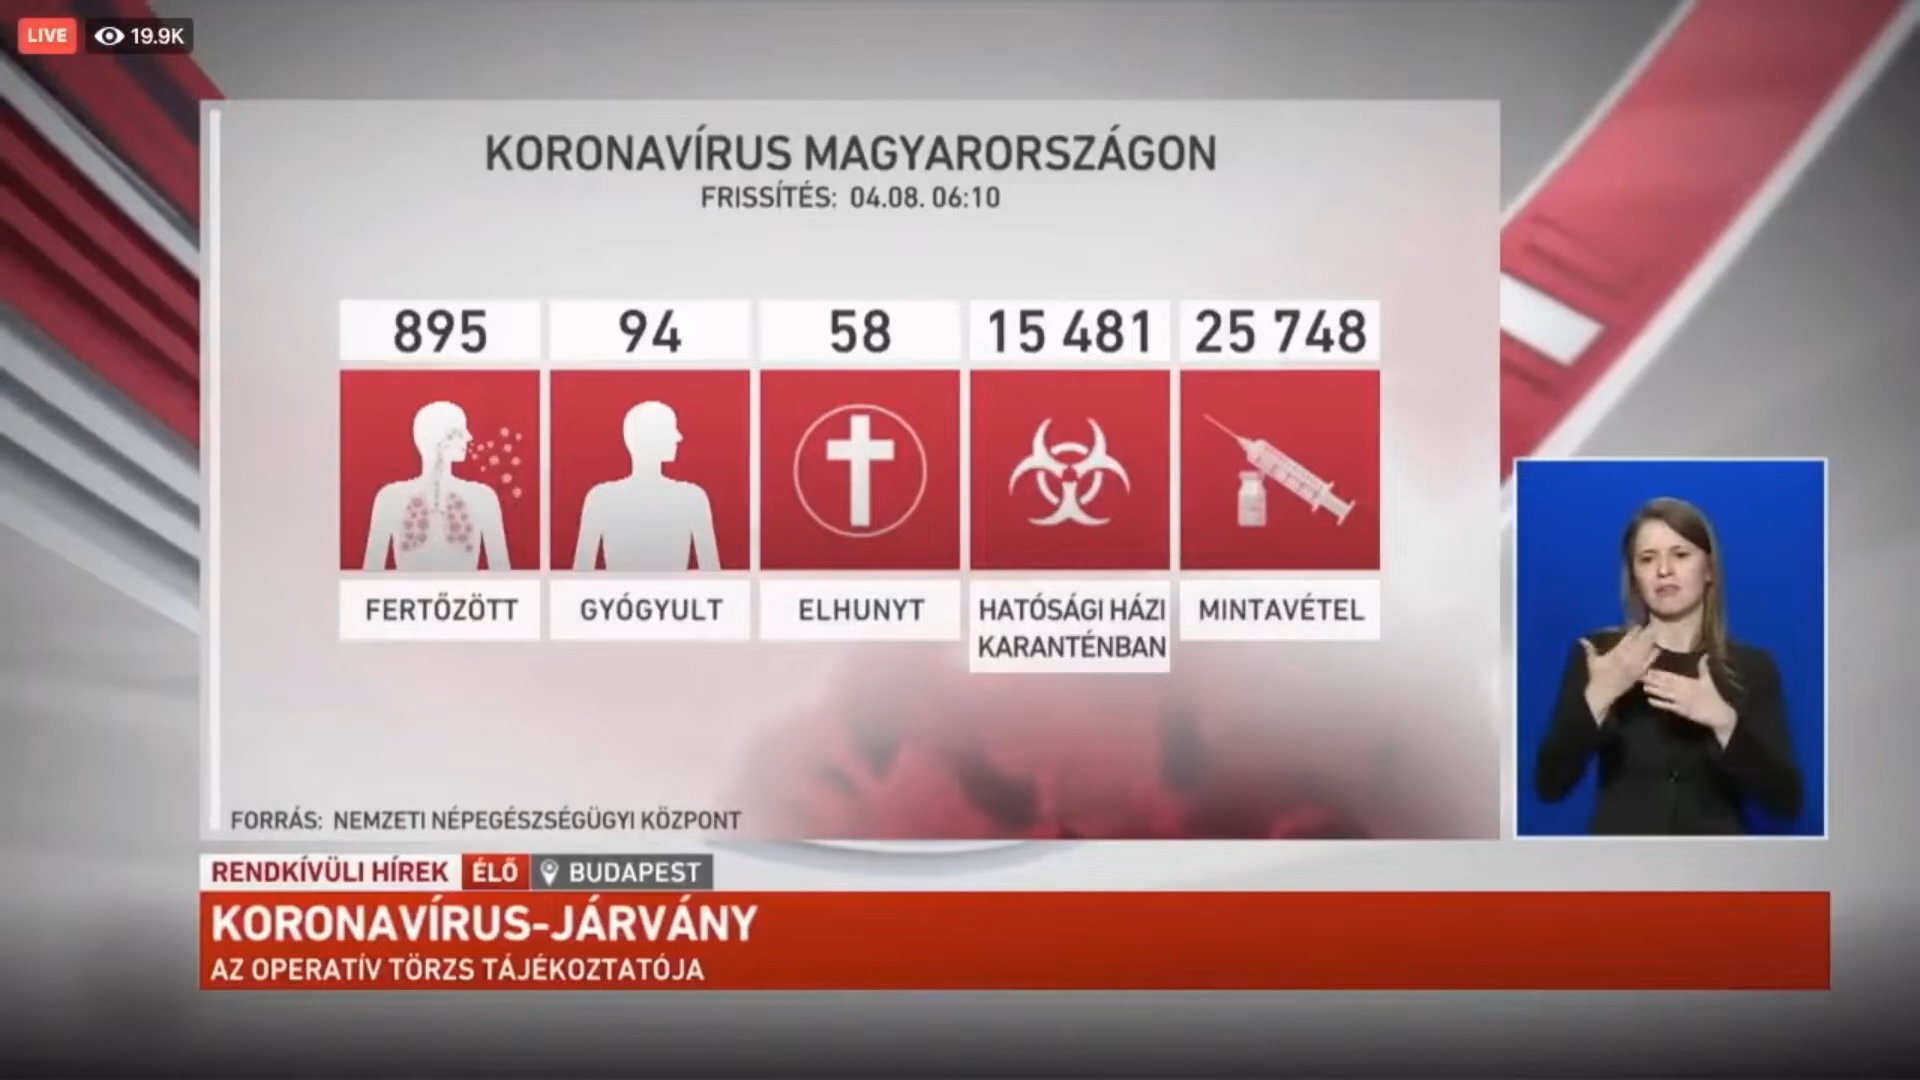 LIVE 19.9K
KORONAVÍRUS MAGYARORSZÁGON
FRISSÍTÉS: 04.08. 06:10
895 94 58 15 481 25 748
FERTŐZÖTT GYÓGYULT ELHUNYT HATÓSÁGI HÁZI MINTAVÉTEL
KARANTÉNBAN
FORRÁS: NEMZETI NÉPEGÉSZSÉGÜGYI KÖZPONT
RENDKÍVÜLI HÍREK ÉLŐ BUDAPEST
KORONAVÍRUS-JÁRVÁNY
AZ OPERATÍV TÖRZS TÁJÉKOZTATÓJA